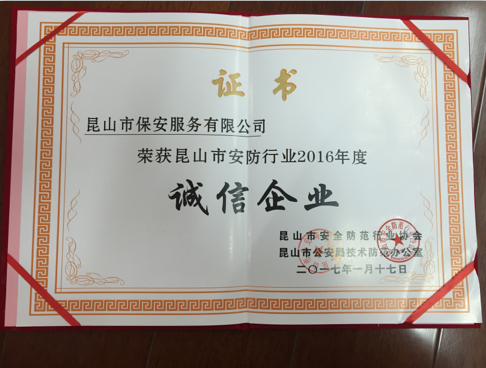 证书
昆山市保安服务有限公司
荣获昆山市安防行业2016年度
诚信企业
昆山市安全防范行业协会
昆山市公安局技术防范办公室
二〇一七年一月十七日